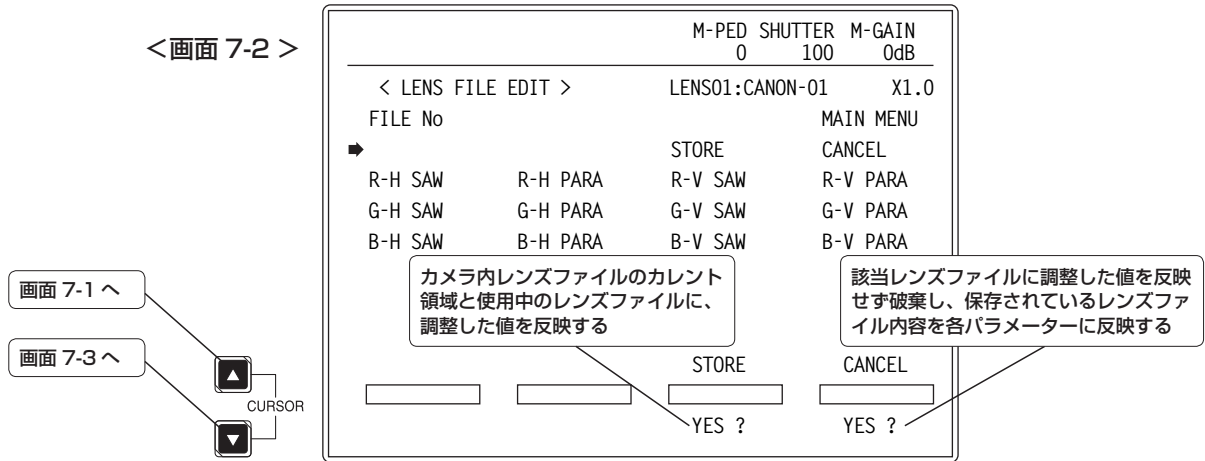 ＜画面 7-2 ＞
M-PED SHUTTER M-GAIN
0 100 0dB
< LENS FILE EDIT > LENS01:CANON-01 X1.0
FILE No MAIN MENU
➡ STORE CANCEL
R-H SAW R-H PARA R-V SAW R-V PARA
G-H SAW G-H PARA G-V SAW G-V PARA
B-H SAW B-H PARA B-V SAW B-V PARA
カメラ内レンズファイルのカレント
領域と使用中のレンズファイルに、
調整した値を反映する
該当レンズファイルに調整した値を反映
せず破棄し、保存されているレンズファ
イル内容を各パラメーターに反映する
画面 7-1 へ
画面 7-3 へ
CURSOR
STORE CANCEL
YES ? YES ?